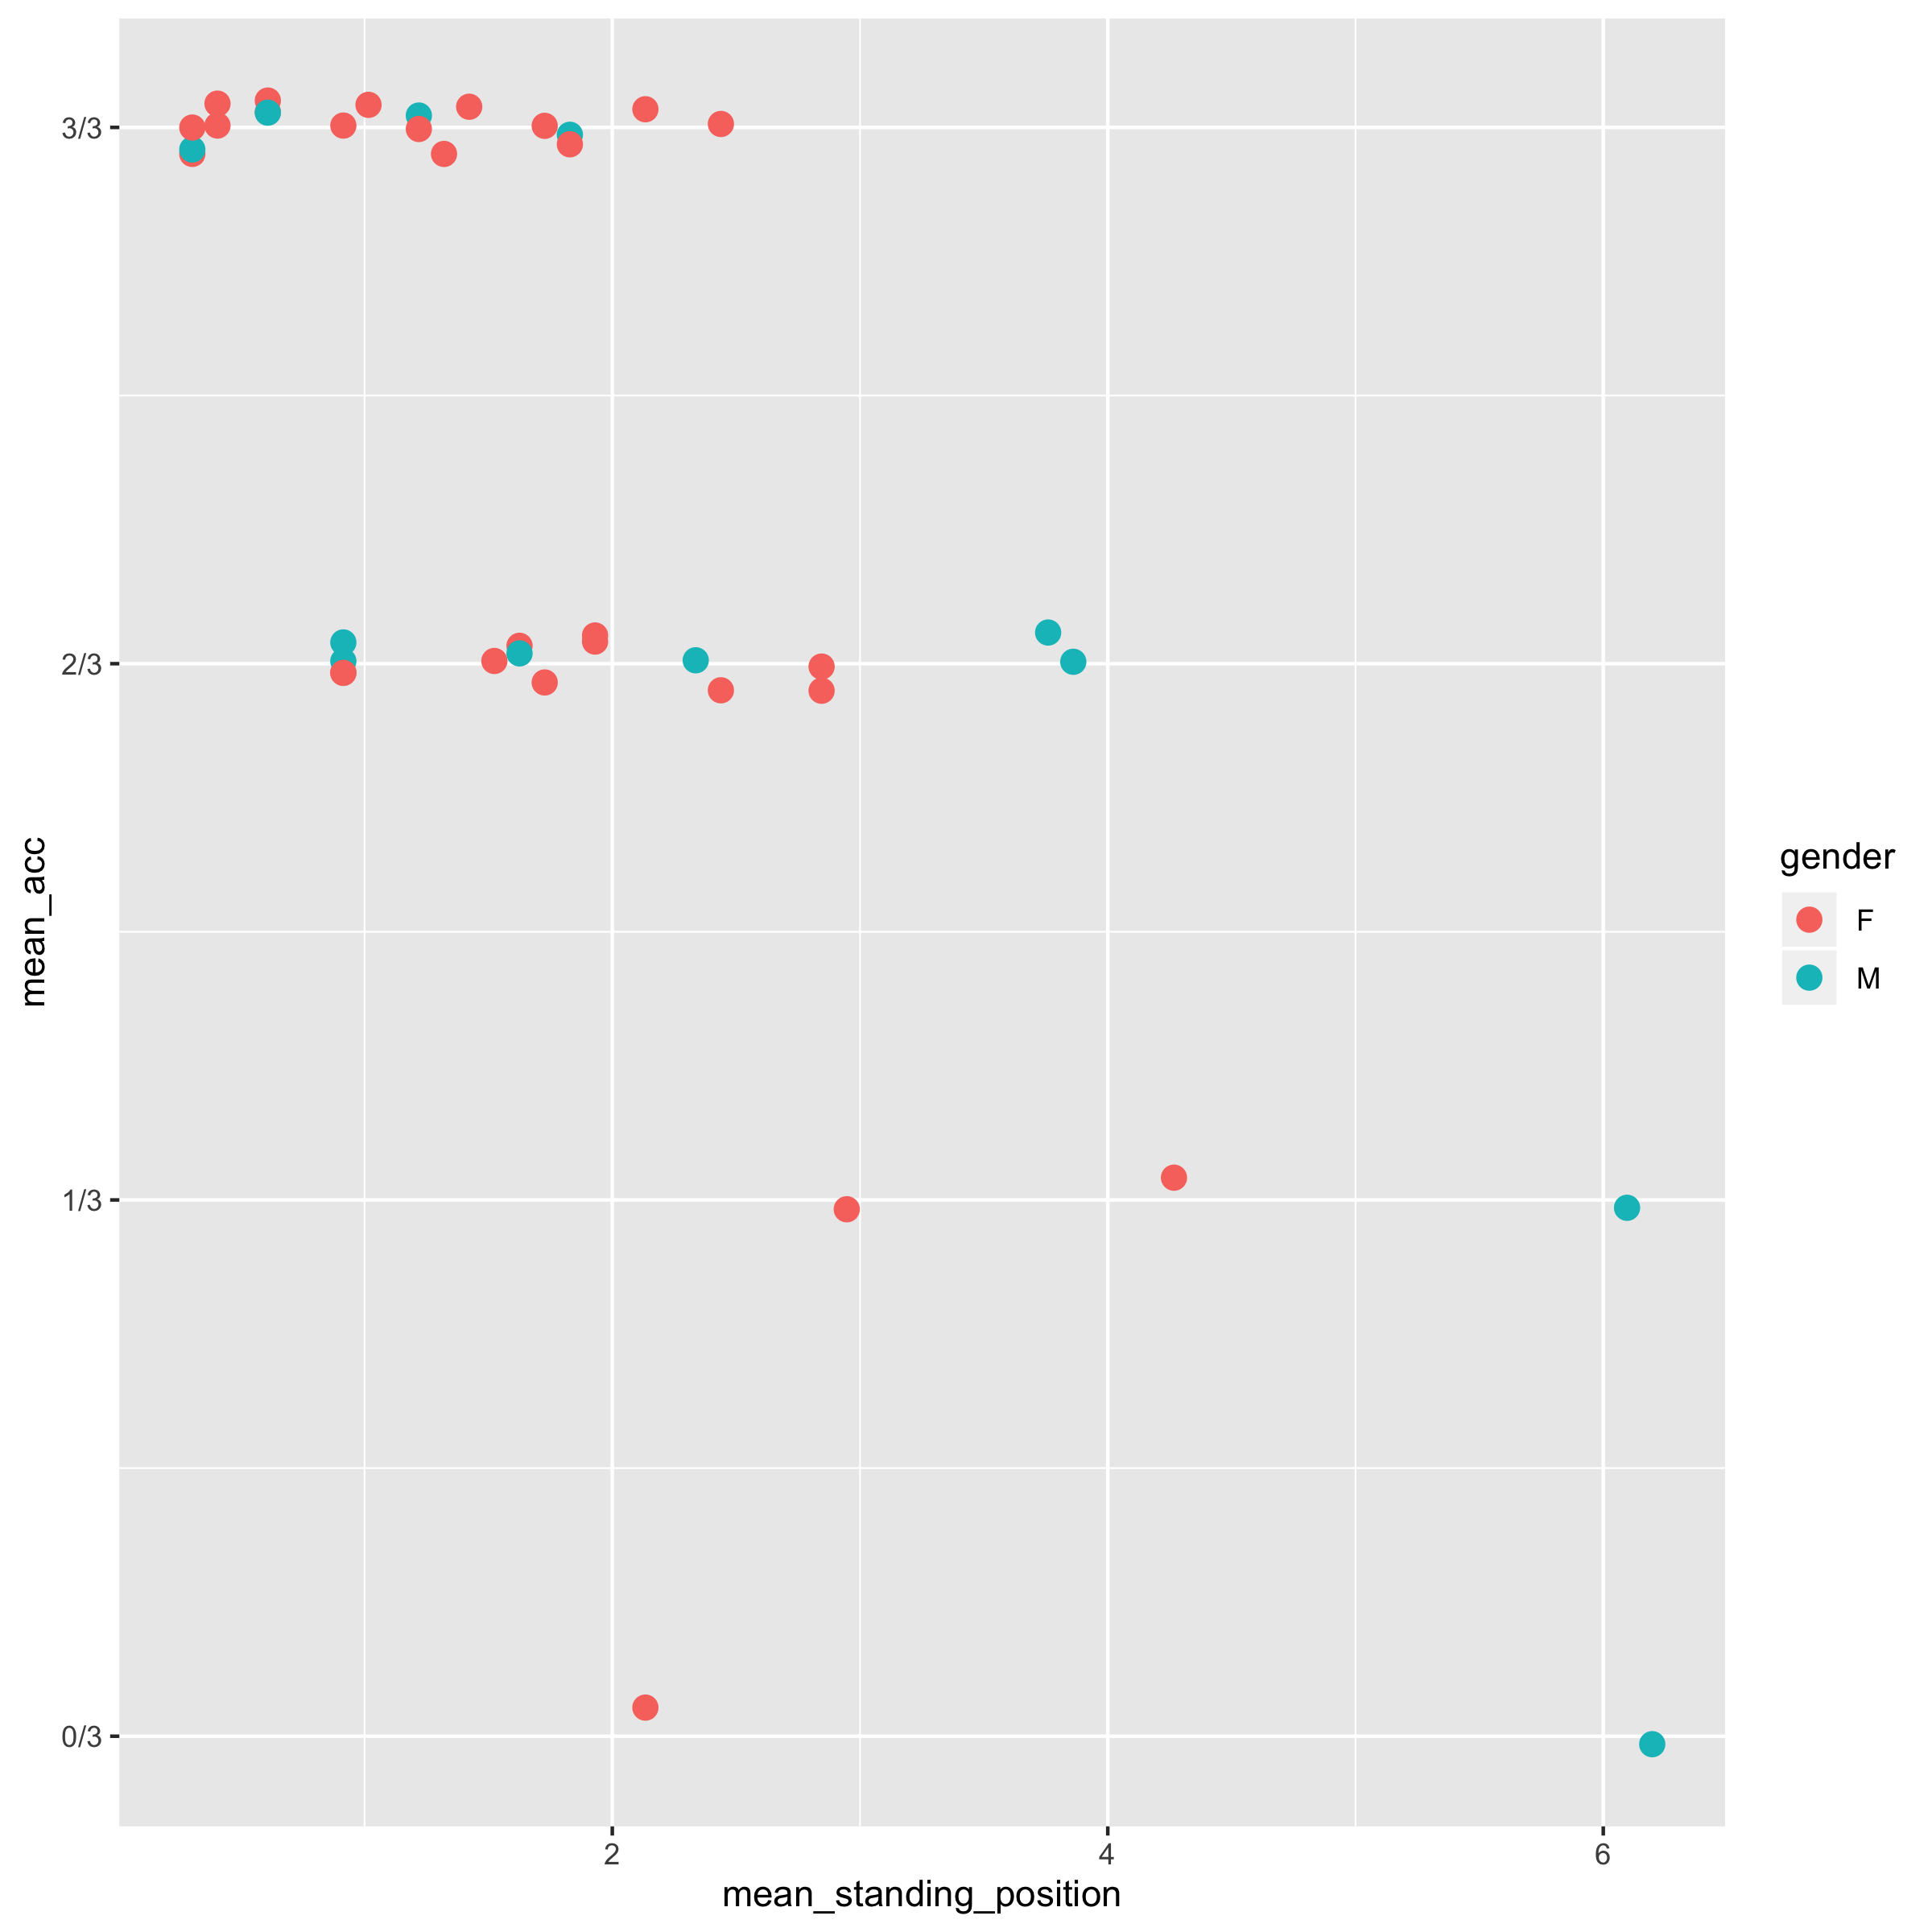 3/3
2/3
1/3
0/3
mean_acc
2 4 6
mean_standing_position
gender
F
M